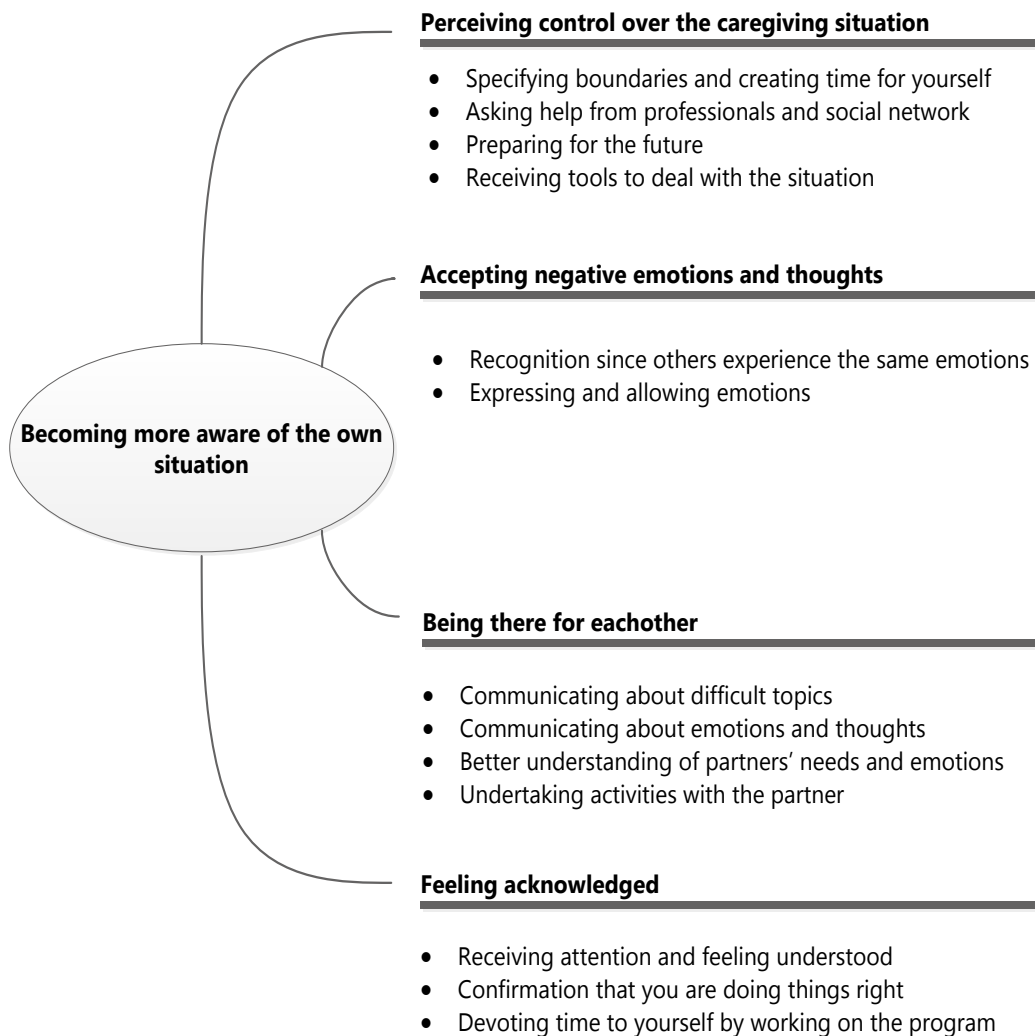 Perceiving control over the caregiving situation
• Specifying boundaries and creating time for yourself
• Asking help from professionals and social network
• Preparing for the future
• Receiving tools to deal with the situation
Accepting negative emotions and thoughts
• Recognition since others experience the same emotions
• Expressing and allowing emotions
Becoming more aware of the own
situation
Being there for eachother
• Communicating about difficult topics
• Communicating about emotions and thoughts
• Better understanding of partners’ needs and emotions
• Undertaking activities with the partner
Feeling acknowledged
• Receiving attention and feeling understood
• Confirmation that you are doing things right
• Devoting time to yourself by working on the program